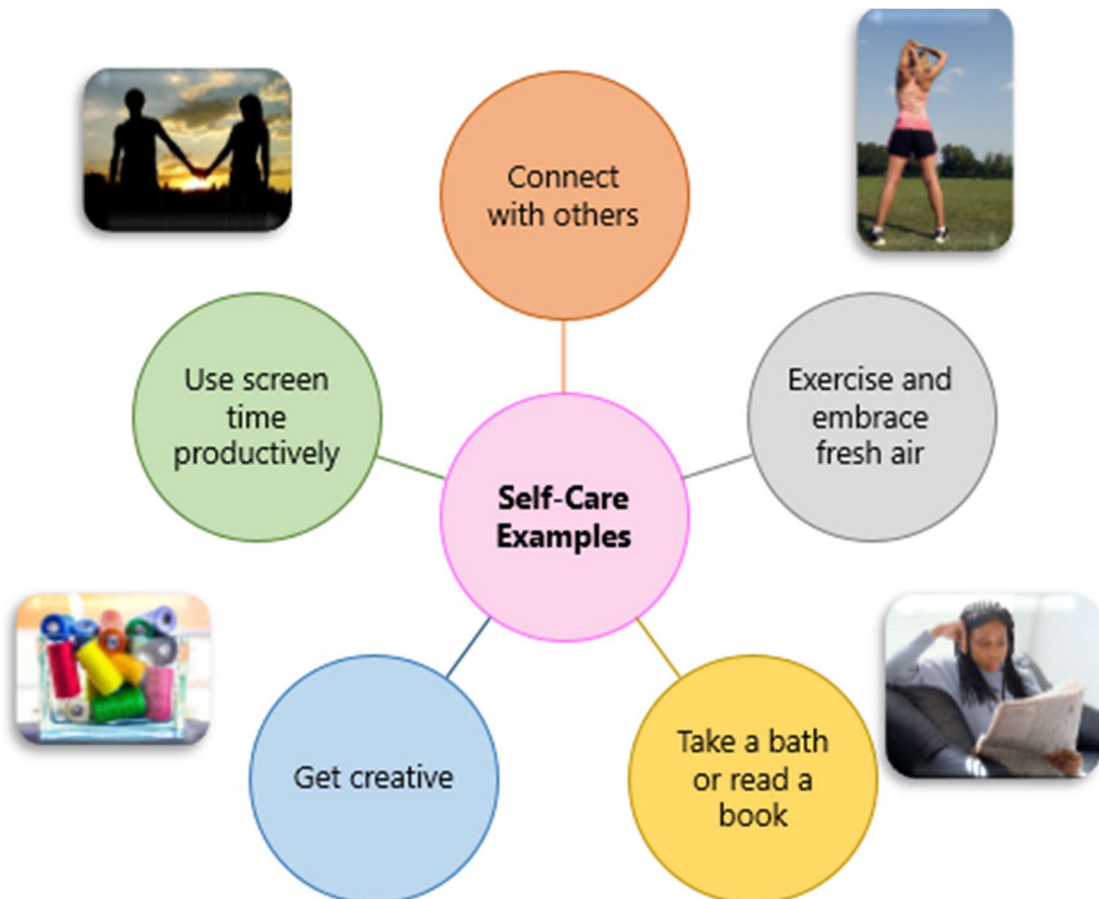 Connect
with others
Use screen
time
productively
Exercise and
embrace
fresh air
Self-Care
Examples
Get creative
Take a bath
or read a
book